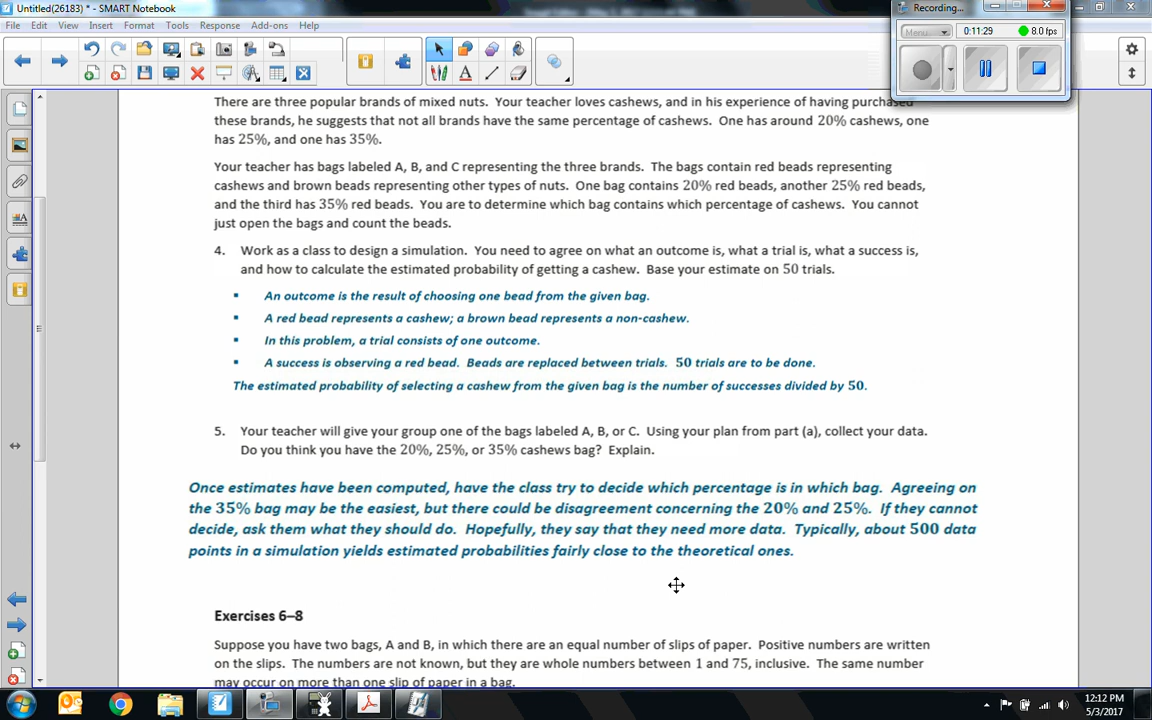 Untitled(26183) * - SMART Notebook
Recording...
File Edit View Insert Format Tools Response Add-ons Help
Menu 0:11:29 8.0 fps
There are three popular brands of mixed nuts. Your teacher loves cashews, and in his experience of having purchased
these brands, he suggests that not all brands have the same percentage of cashews. One has around 20% cashews, one
has 25%, and one has 35%.
Your teacher has bags labeled A, B, and C representing the three brands. The bags contain red beads representing
cashews and brown beads representing other types of nuts. One bag contains 20% red beads, another 25% red beads,
and the third has 35% red beads. You are to determine which bag contains which percentage of cashews. You cannot
just open the bags and count the beads.
4. Work as a class to design a simulation. You need to agree on what an outcome is, what a trial is, what a success is,
and how to calculate the estimated probability of getting a cashew. Base your estimate on 50 trials.
▪ An outcome is the result of choosing one bead from the given bag.
▪ A red bead represents a cashew; a brown bead represents a non-cashew.
▪ In this problem, a trial consists of one outcome.
▪ A success is observing a red bead. Beads are replaced between trials. 50 trials are to be done.
The estimated probability of selecting a cashew from the given bag is the number of successes divided by 50.
5. Your teacher will give your group one of the bags labeled A, B, or C. Using your plan from part (a), collect your data.
Do you think you have the 20%, 25%, or 35% cashews bag? Explain.
Once estimates have been computed, have the class try to decide which percentage is in which bag. Agreeing on
the 35% bag may be the easiest, but there could be disagreement concerning the 20% and 25%. If they cannot
decide, ask them what they should do. Hopefully, they say that they need more data. Typically, about 500 data
points in a simulation yields estimated probabilities fairly close to the theoretical ones.
Exercises 6–8
Suppose you have two bags, A and B, in which there are an equal number of slips of paper. Positive numbers are written
on the slips. The numbers are not known, but they are whole numbers between 1 and 75, inclusive. The same number
may occur on more than one slip of paper in a bag.
12:12 PM
5/3/2017